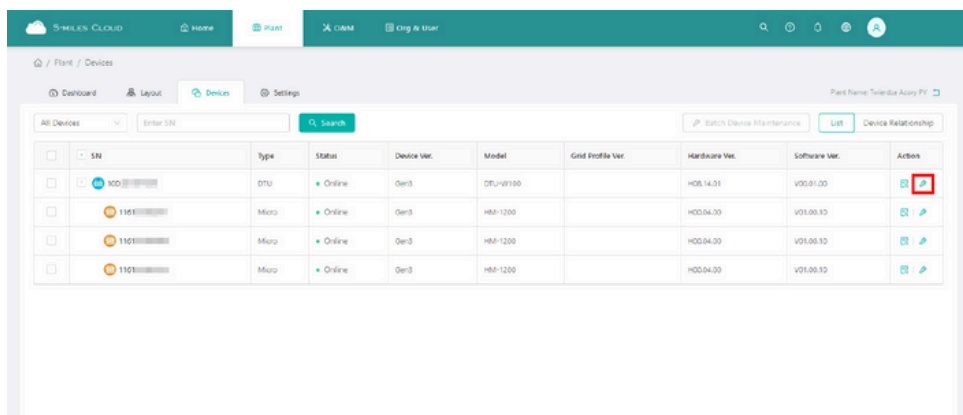 S-MILES CLOUD Home Plant O&M Org & User
/ Plant / Devices
Dashboard Layout Devices Settings Plant Name:
All Devices Enter SN Search Batch Device Maintenance List Device Relationship
SN Type Status Device Ver. Model Grid Profile Ver. Hardware Ver. Software Ver. Action
DTU Online Gen3 DTU-W100 H08.14.01 V00.01.00
1161 Micro Online Gen3 HM-1200 H00.04.00 V01.00.10
1161 Micro Online Gen3 HM-1200 H00.04.00 V01.00.10
1161 Micro Online Gen3 HM-1200 H00.04.00 V01.00.10